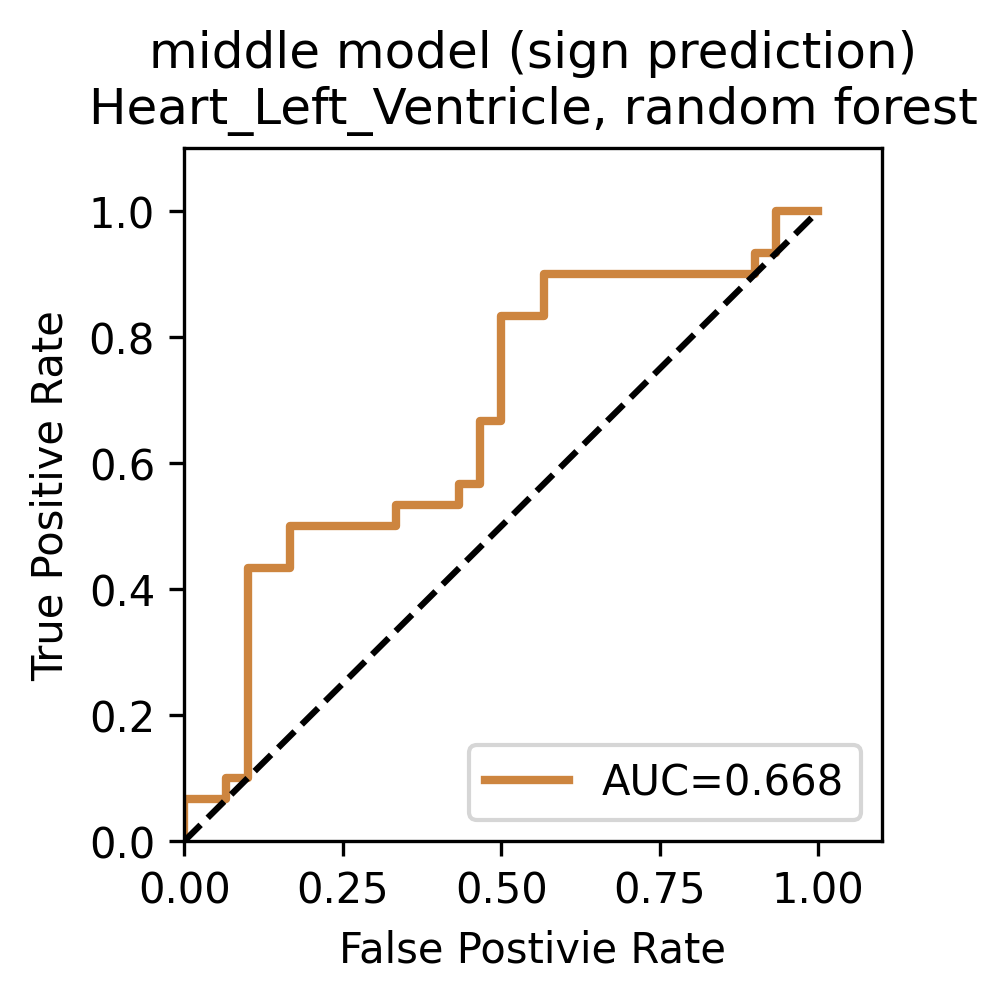 middle model (sign prediction)
Heart_Left_Ventricle, random forest
True Positive Rate
1.0
0.8
0.6
0.4
0.2
0.0
AUC=0.668
0.00 0.25 0.50 0.75 1.00
False Postivie Rate